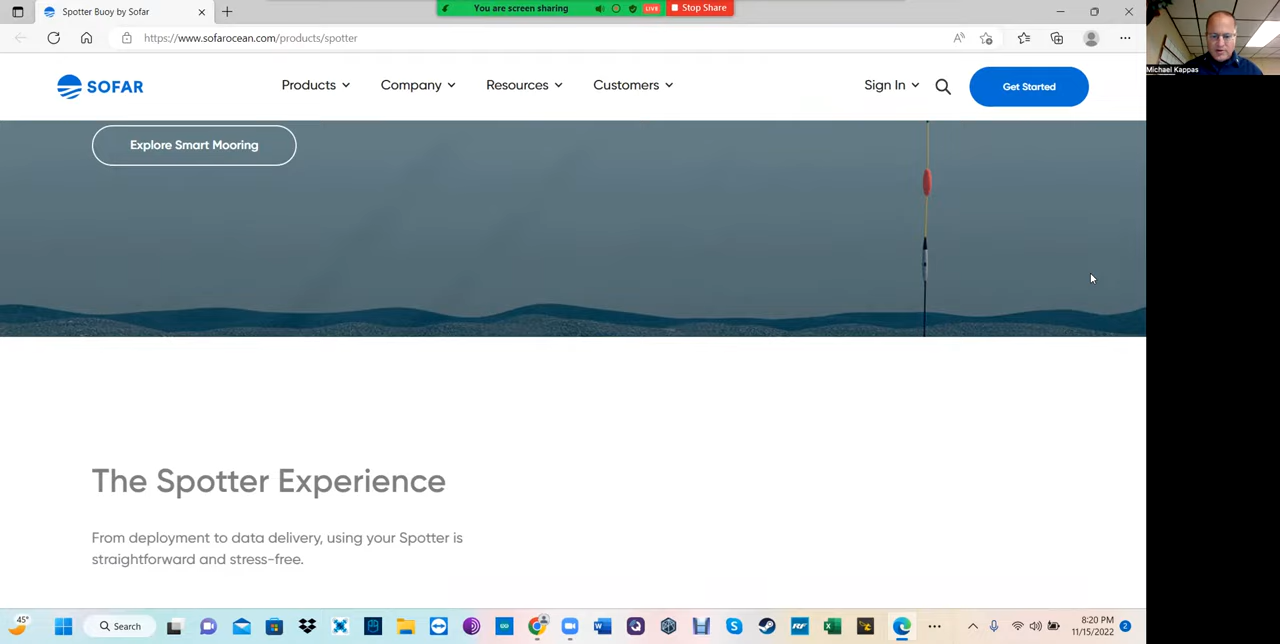 Spotter Buoy by Sofar
You are screen sharing
LIVE
Stop Share
https://www.sofarocean.com/products/spotter
SOFAR
Products
Company
Resources
Customers
Sign In
Get Started
Michael Kappas
Explore Smart Mooring
The Spotter Experience
From deployment to data delivery, using your Spotter is
straightforward and stress-free.
45°
Search
8:20 PM
11/15/2022
2